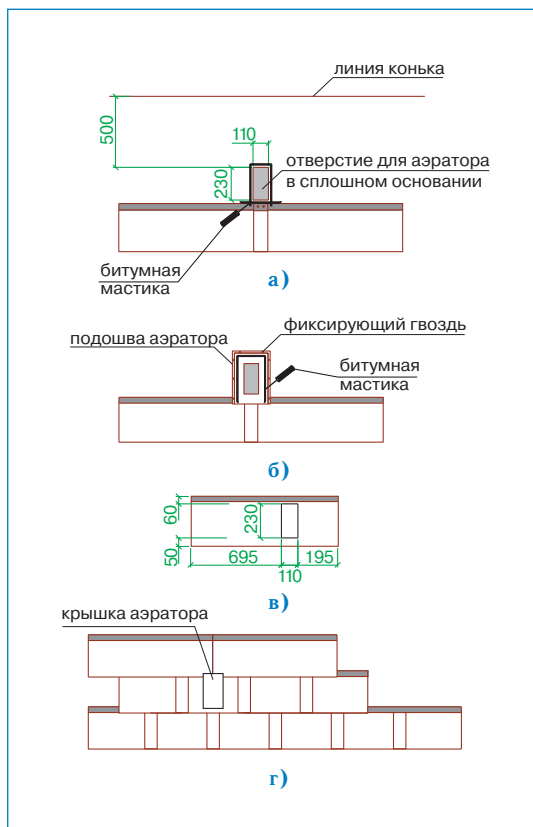 линия конька
500
110
230
отверстие для аэратора
в сплошном основании
битумная
мастика
а)
подошва аэратора
фиксирующий гвоздь
битумная
мастика
б)
60
230
50
695
110
195
в)
крышка аэратора
г)